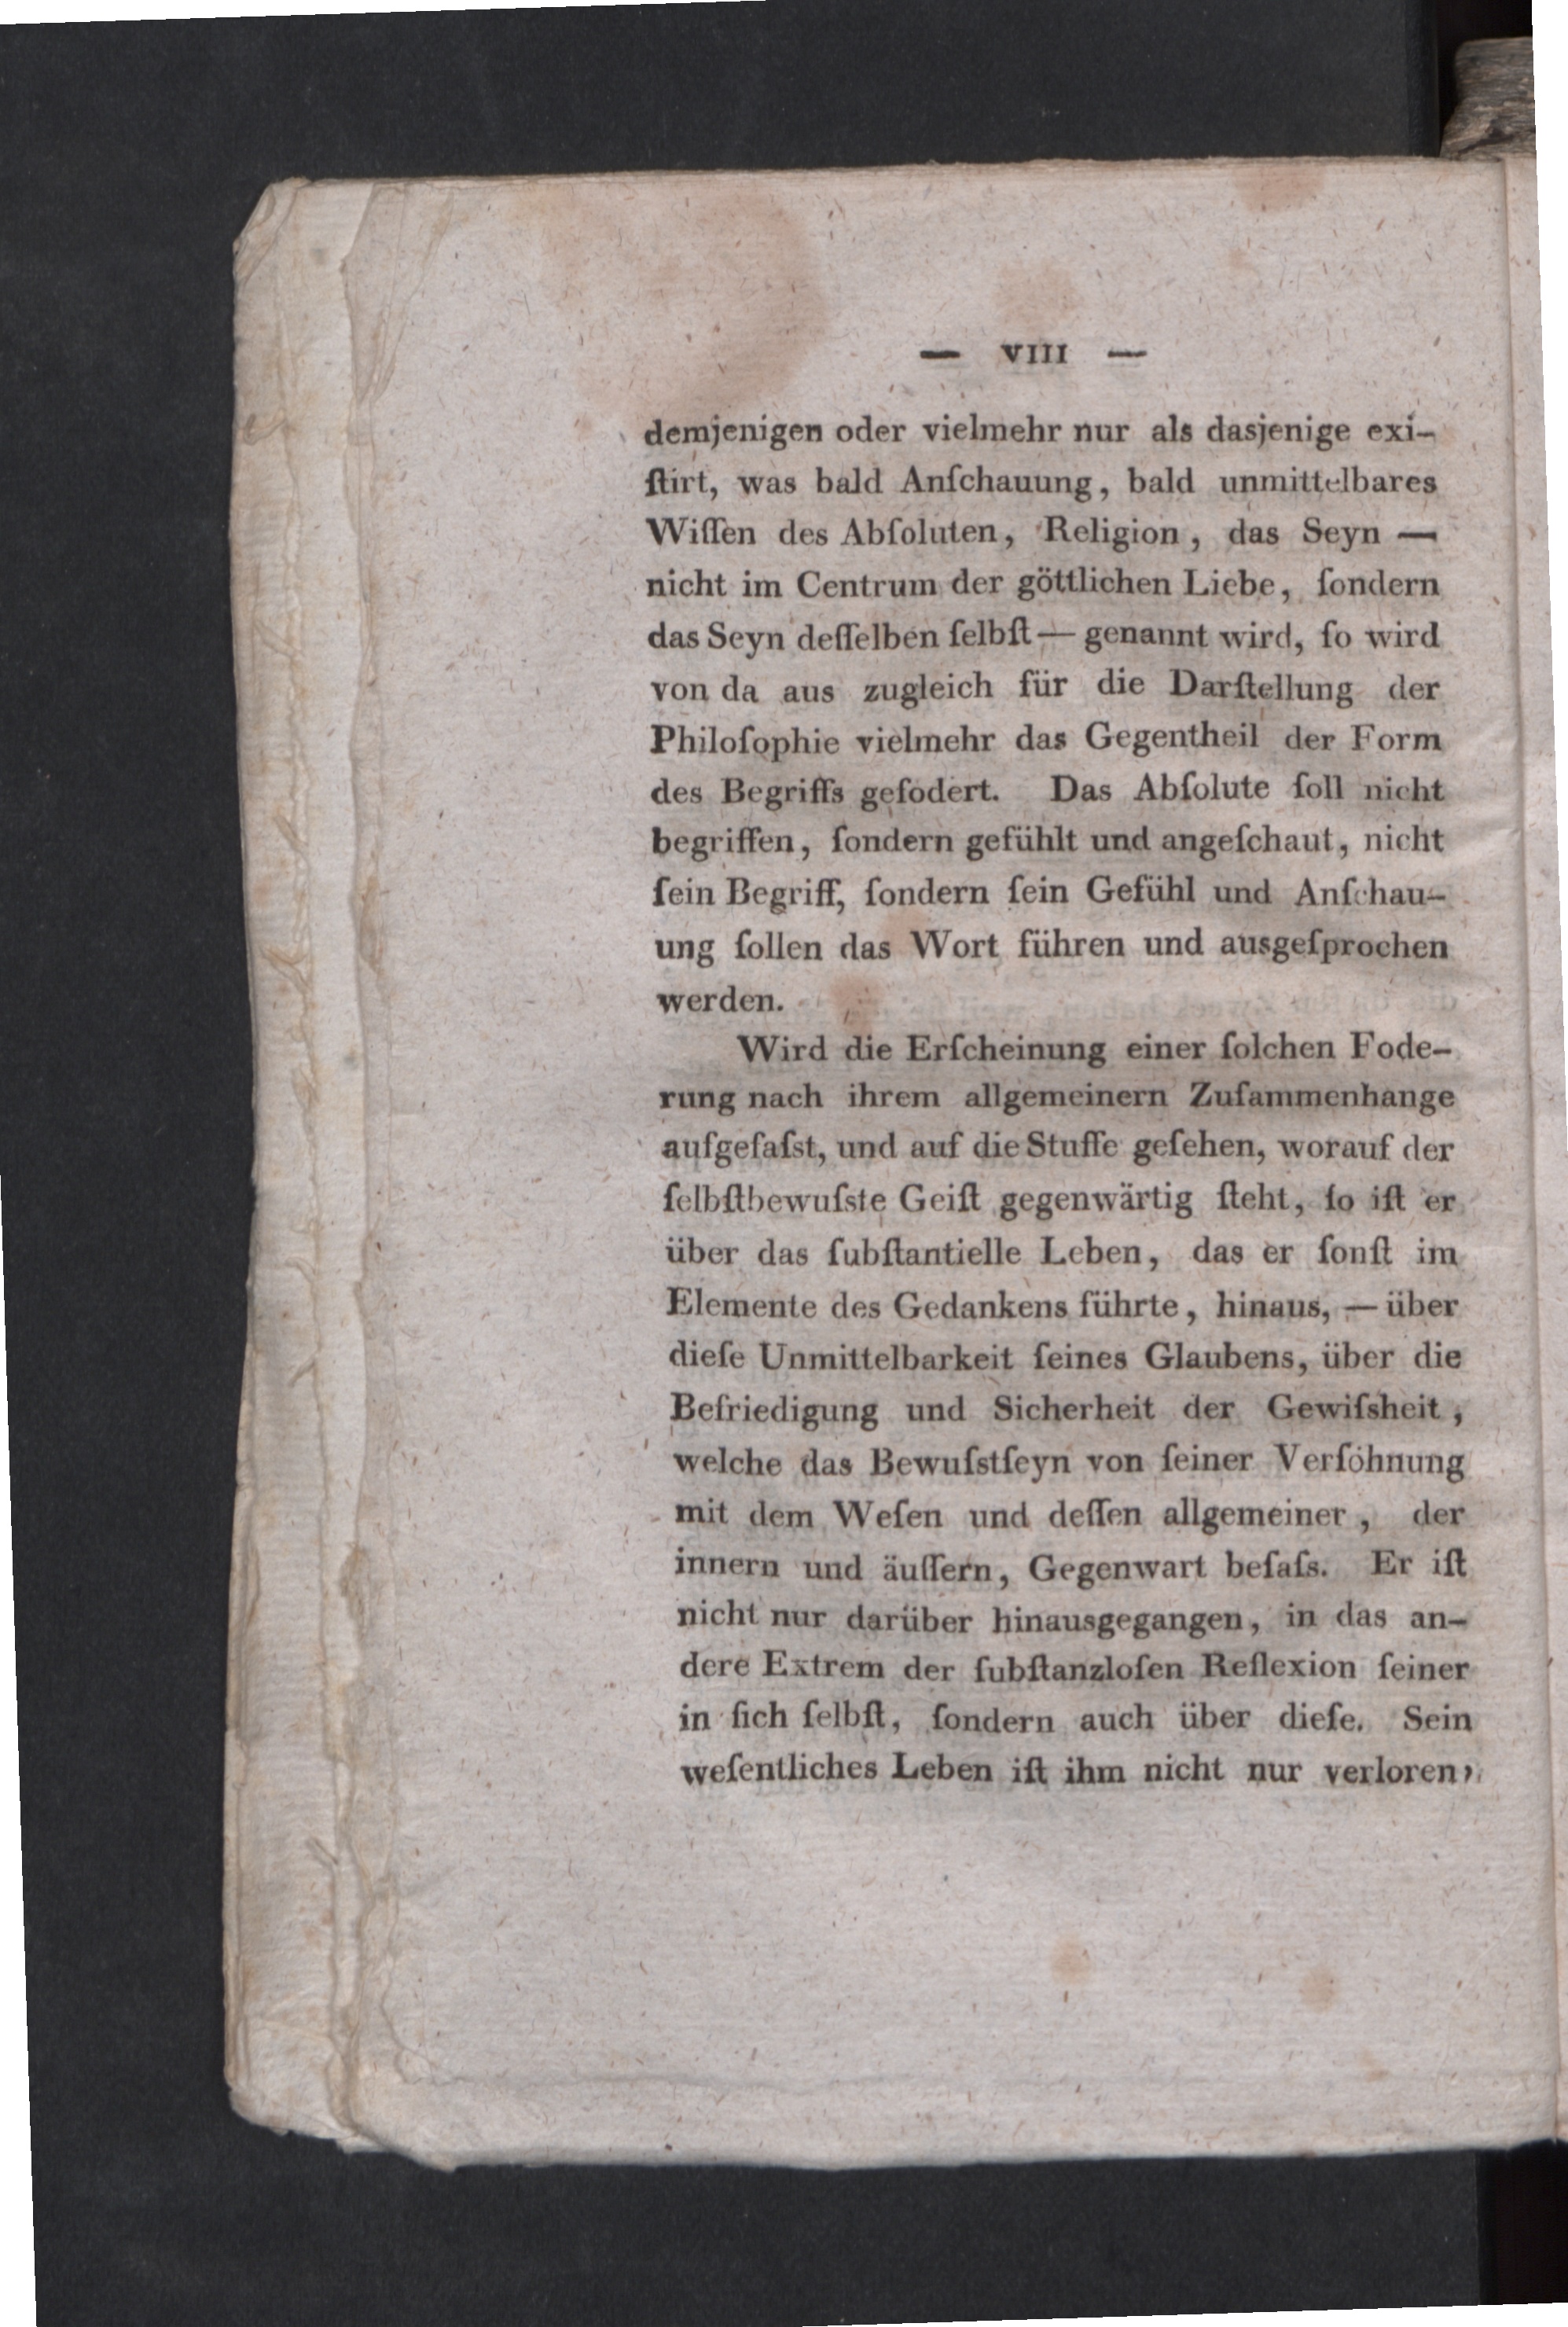 — VIII —
demjenigen oder vielmehr nur als dasjenige exi-
ſtirt, was bald Anſchauung, bald unmittelbares
Wiſſen des Abſoluten, Religion, das Seyn —
nicht im Centrum der göttlichen Liebe, ſondern
das Seyn deſſelben ſelbſt — genannt wird, ſo wird
von da aus zugleich für die Darſtellung der
Philoſophie vielmehr das Gegentheil der Form
des Begriffs gefodert. Das Abſolute ſoll nicht
begriffen, ſondern gefühlt und angeſchaut, nicht
ſein Begriff, ſondern ſein Gefühl und Anſchau-
ung ſollen das Wort führen und ausgeſprochen
werden.
Wird die Erſcheinung einer ſolchen Fode-
rung nach ihrem allgemeinern Zuſammenhange
aufgefaſst, und auf die Stuffe geſehen, worauf der
ſelbſtbewuſste Geiſt gegenwärtig ſteht, ſo iſt er
über das ſubſtantielle Leben, das er ſonſt im
Elemente des Gedankens führte, hinaus, — über
dieſe Unmittelbarkeit ſeines Glaubens, über die
Befriedigung und Sicherheit der Gewiſsheit,
welche das Bewuſstſeyn von ſeiner Verſöhnung
mit dem Weſen und deſſen allgemeiner, der
innern und äuſſern, Gegenwart beſaſs. Er iſt
nicht nur darüber hinausgegangen, in das an-
dere Extrem der ſubſtanzloſen Reflexion ſeiner
in ſich ſelbſt, ſondern auch über dieſe. Sein
weſentliches Leben iſt ihm nicht nur verloren,